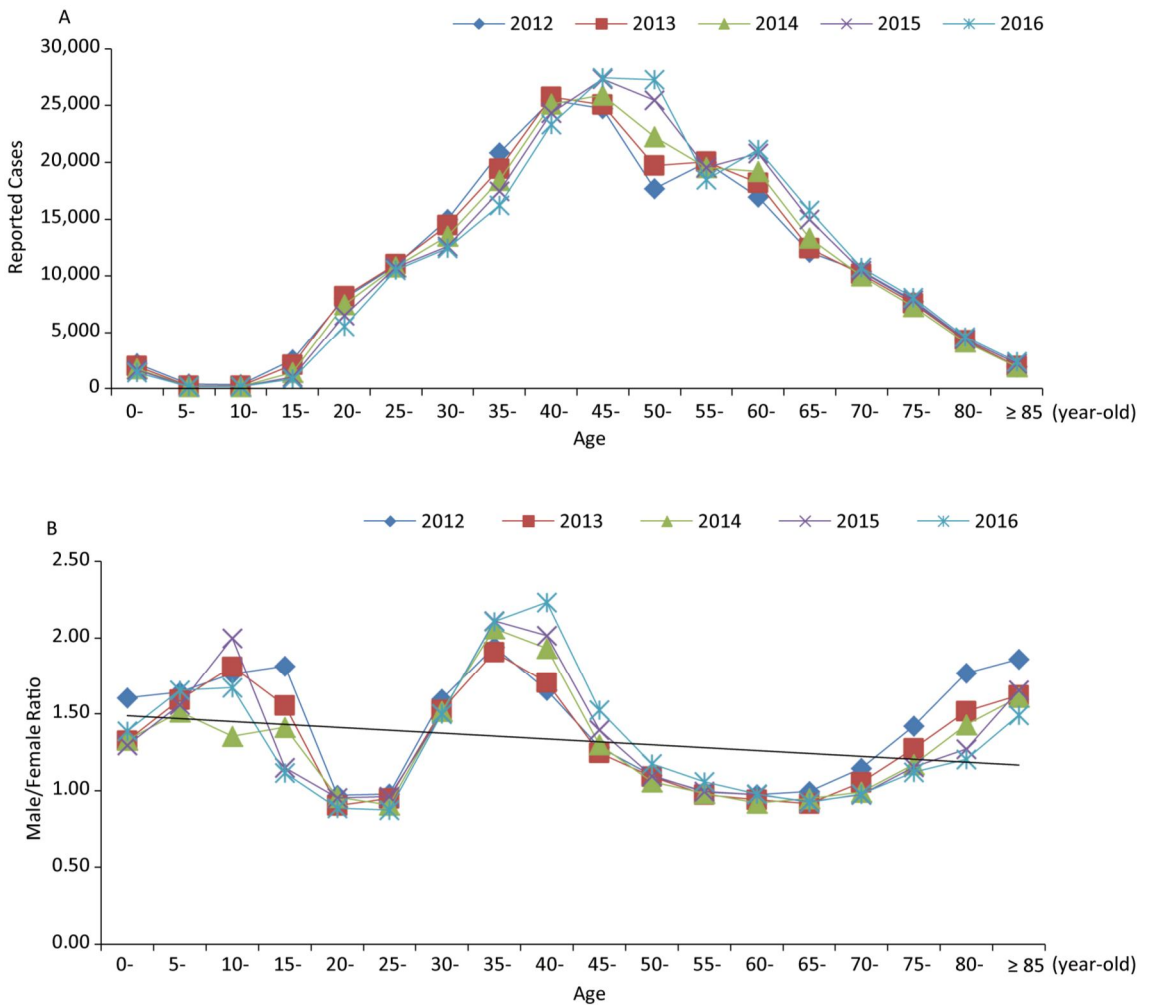 A
2012 2013 2014 2015 2016
30,000
25,000
20,000
15,000
10,000
5,000
0
Reported Cases
0- 5- 10- 15- 20- 25- 30- 35- 40- 45- 50- 55- 60- 65- 70- 75- 80- ≥ 85 (year-old)
Age
B
2012 2013 2014 2015 2016
2.50
2.00
1.50
1.00
0.50
0.00
Male/Female Ratio
0- 5- 10- 15- 20- 25- 30- 35- 40- 45- 50- 55- 60- 65- 70- 75- 80- ≥ 85 (year-old)
Age